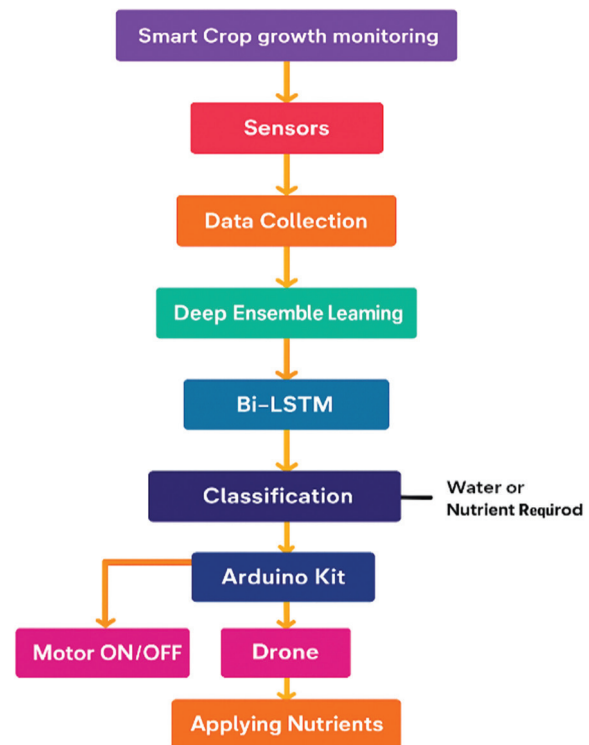 Smart Crop growth monitoring
Sensors
Data Collection
Deep Ensemble Leaming
Bi–LSTM
Classification
Water or
Nutrient Requirod
Arduino Kit
Motor ON/OFF
Drone
Applying Nutrients